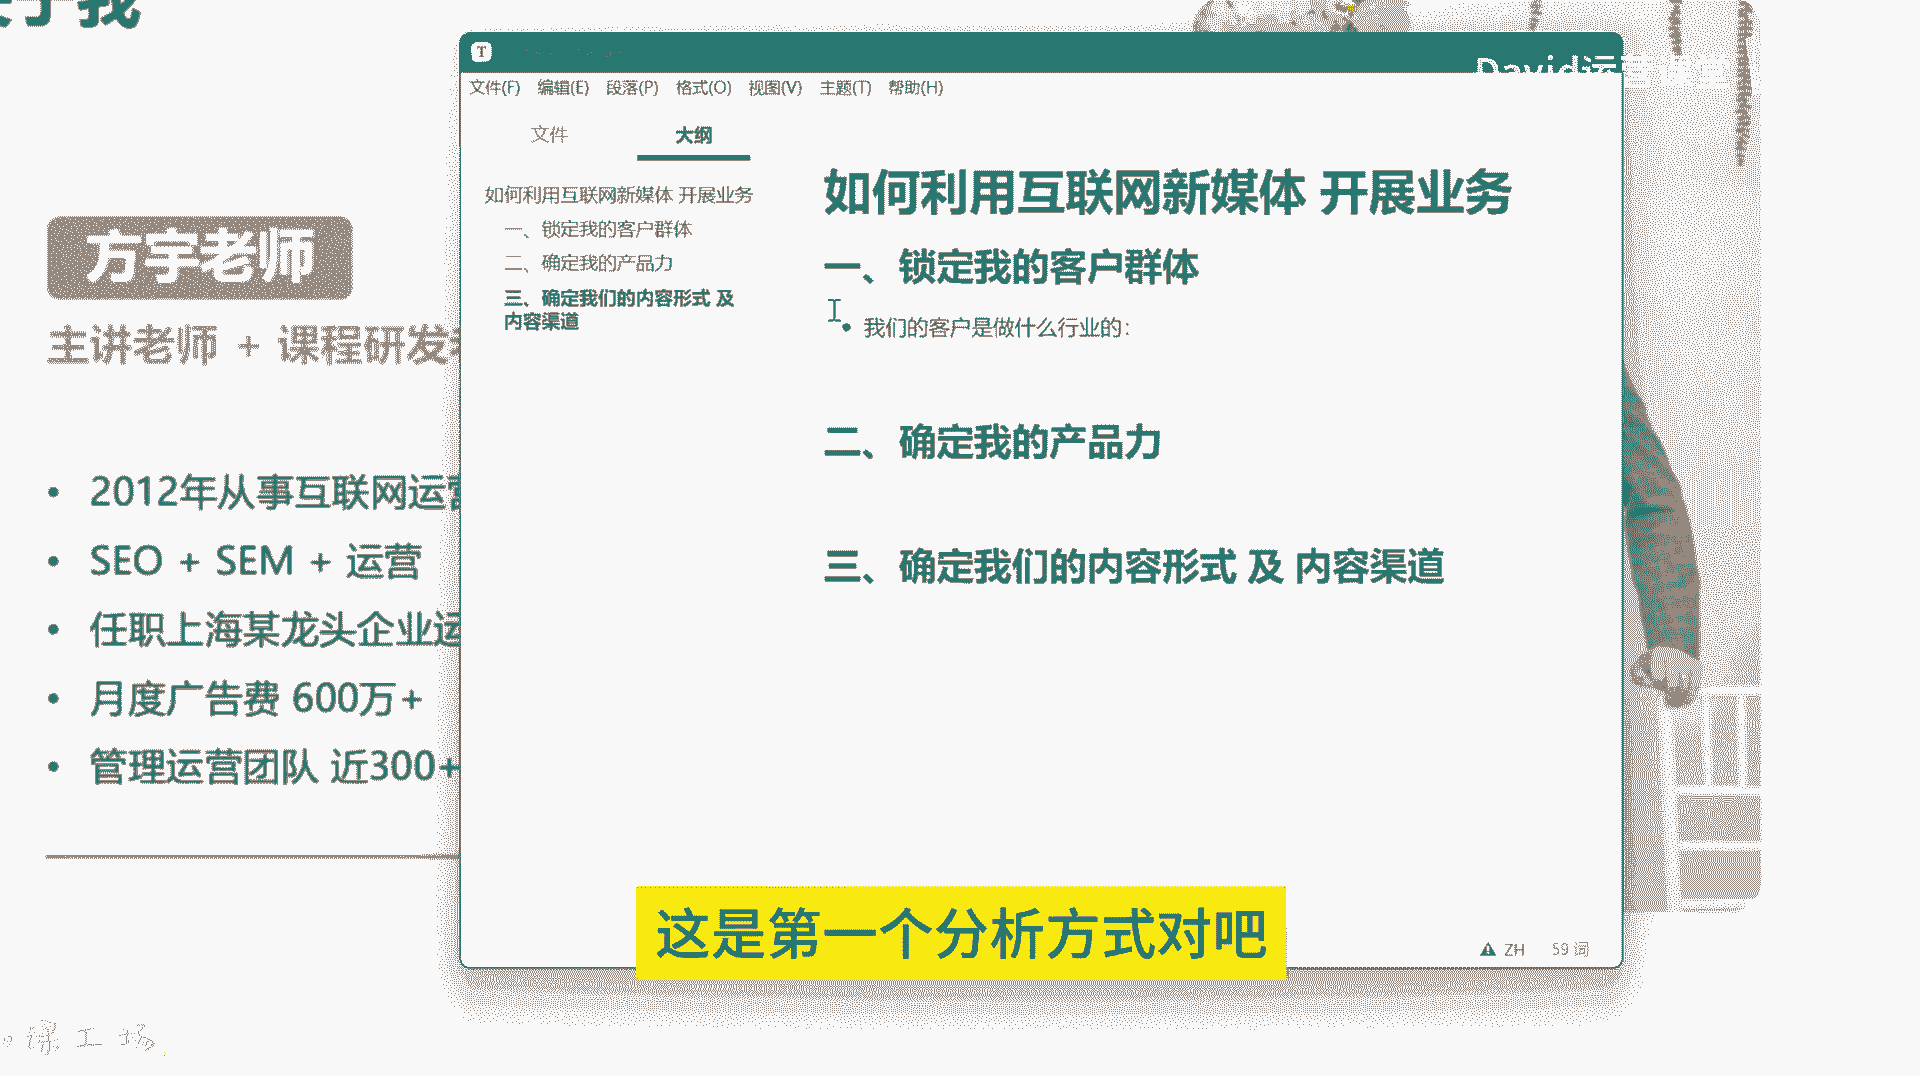 于我
方宇老师
主讲老师 + 课程研发
2012年从事互联网运营
SEO + SEM + 运营
任职上海某龙头企业运
月度广告费 600万+
管理运营团队 近300+
课工场
T
David运营
文件(F) 编辑(E) 段落(P) 格式(O) 视图(V) 主题(T) 帮助(H)
文件 大纲
如何利用互联网新媒体 开展业务
一、锁定我的客户群体
二、确定我的产品力
三、确定我们的内容形式 及
内容渠道
如何利用互联网新媒体 开展业务
一、锁定我的客户群体
我们的客户是做什么行业的：
二、确定我的产品力
三、确定我们的内容形式 及 内容渠道
ZH 59 词
这是第一个分析方式对吧